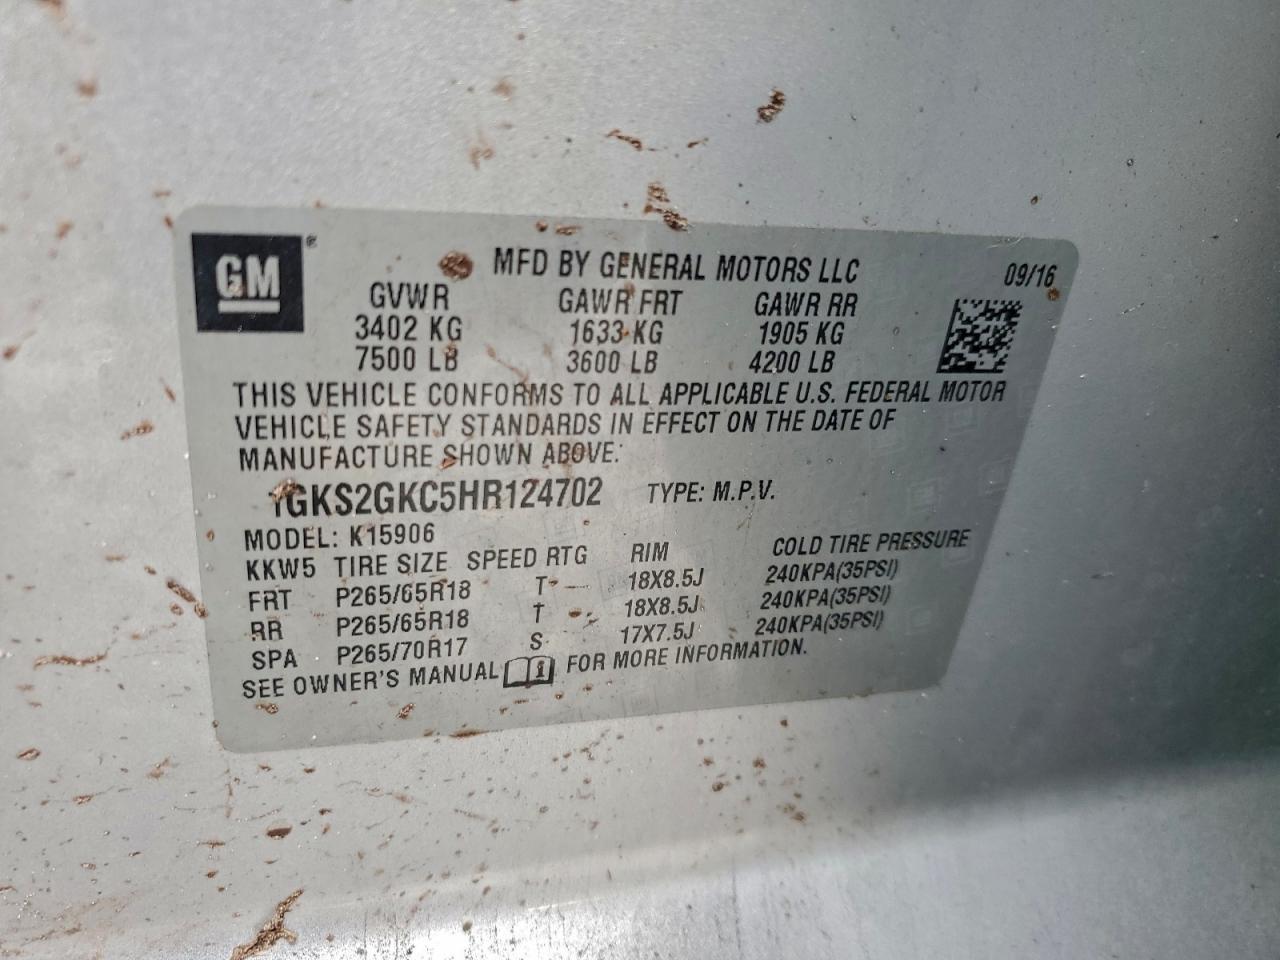 GM ®
MFD BY GENERAL MOTORS LLC 09/16
GVWR GAWR FRT GAWR RR
3402 KG 1633 KG 1905 KG
7500 LB 3600 LB 4200 LB
THIS VEHICLE CONFORMS TO ALL APPLICABLE U.S. FEDERAL MOTOR
VEHICLE SAFETY STANDARDS IN EFFECT ON THE DATE OF
MANUFACTURE SHOWN ABOVE:
1GKS2GKC5HR124702 TYPE: M.P.V.
MODEL: K15906
KKW5 TIRE SIZE SPEED RTG RIM COLD TIRE PRESSURE
FRT P265/65R18 T 18X8.5J 240KPA(35PSI)
RR P265/65R18 T 18X8.5J 240KPA(35PSI)
SPA P265/70R17 S 17X7.5J 240KPA(35PSI)
SEE OWNER'S MANUAL FOR MORE INFORMATION.